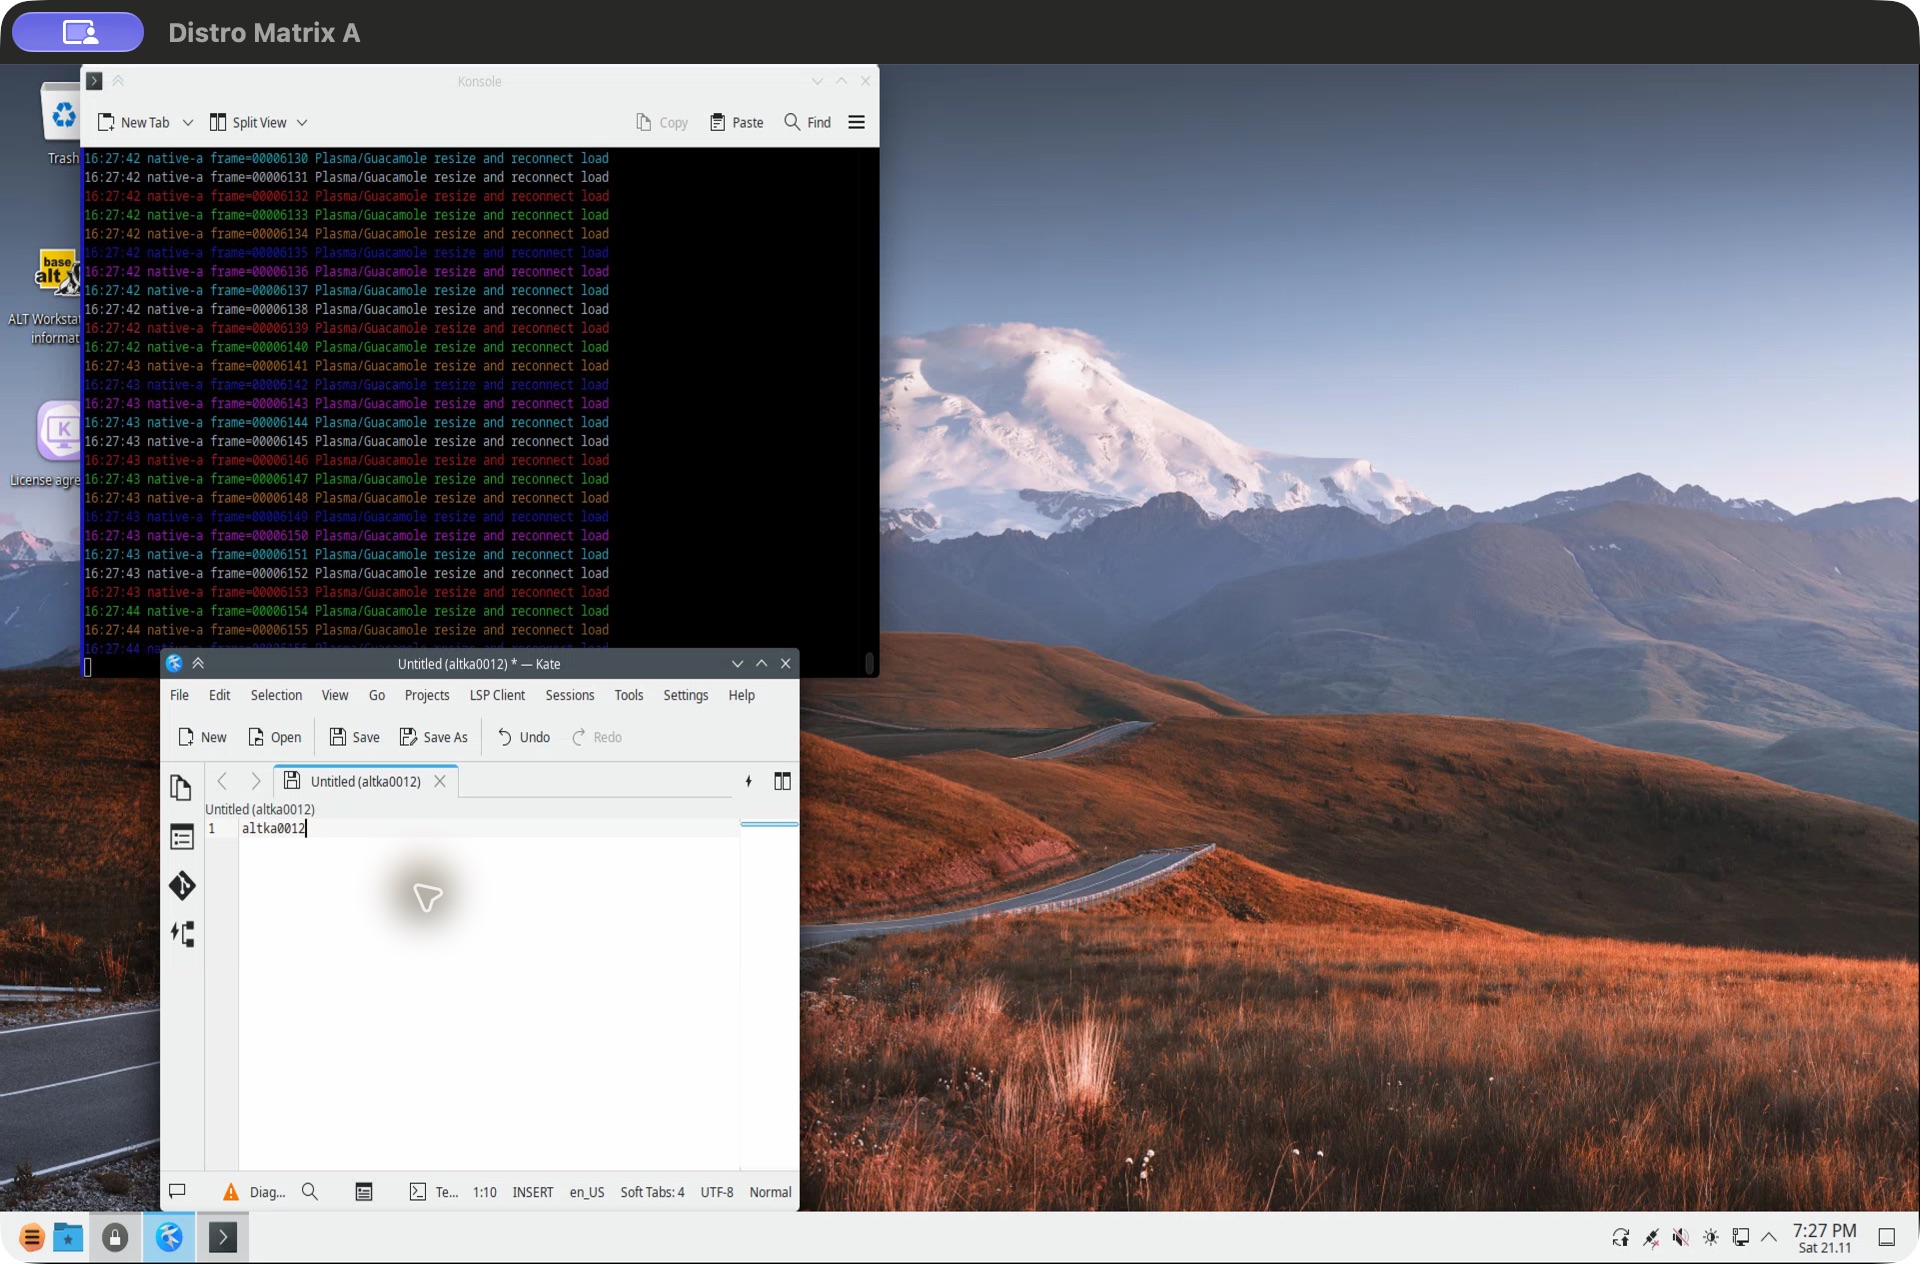 Distro Matrix A
Konsole
New Tab Split View Copy Paste Find
Trash
base
alt
ALT Worksta
informat
K
License agre
16:27:42 native-a frame=00006130 Plasma/Guacamole resize and reconnect load
16:27:42 native-a frame=00006131 Plasma/Guacamole resize and reconnect load
16:27:42 native-a frame=00006132 Plasma/Guacamole resize and reconnect load
16:27:42 native-a frame=00006133 Plasma/Guacamole resize and reconnect load
16:27:42 native-a frame=00006134 Plasma/Guacamole resize and reconnect load
16:27:42 native-a frame=00006135 Plasma/Guacamole resize and reconnect load
16:27:42 native-a frame=00006136 Plasma/Guacamole resize and reconnect load
16:27:42 native-a frame=00006137 Plasma/Guacamole resize and reconnect load
16:27:42 native-a frame=00006138 Plasma/Guacamole resize and reconnect load
16:27:42 native-a frame=00006139 Plasma/Guacamole resize and reconnect load
16:27:42 native-a frame=00006140 Plasma/Guacamole resize and reconnect load
16:27:43 native-a frame=00006141 Plasma/Guacamole resize and reconnect load
16:27:43 native-a frame=00006142 Plasma/Guacamole resize and reconnect load
16:27:43 native-a frame=00006143 Plasma/Guacamole resize and reconnect load
16:27:43 native-a frame=00006144 Plasma/Guacamole resize and reconnect load
16:27:43 native-a frame=00006145 Plasma/Guacamole resize and reconnect load
16:27:43 native-a frame=00006146 Plasma/Guacamole resize and reconnect load
16:27:43 native-a frame=00006147 Plasma/Guacamole resize and reconnect load
16:27:43 native-a frame=00006148 Plasma/Guacamole resize and reconnect load
16:27:43 native-a frame=00006149 Plasma/Guacamole resize and reconnect load
16:27:43 native-a frame=00006150 Plasma/Guacamole resize and reconnect load
16:27:43 native-a frame=00006151 Plasma/Guacamole resize and reconnect load
16:27:43 native-a frame=00006152 Plasma/Guacamole resize and reconnect load
16:27:43 native-a frame=00006153 Plasma/Guacamole resize and reconnect load
16:27:44 native-a frame=00006154 Plasma/Guacamole resize and reconnect load
16:27:44 native-a frame=00006155 Plasma/Guacamole resize and reconnect load
16:27:44
Untitled (altka0012) * — Kate
File Edit Selection View Go Projects LSP Client Sessions Tools Settings Help
New Open Save Save As Undo Redo
Untitled (altka0012)
Untitled (altka0012)
1 altka0012
Diag... Te... 1:10 INSERT en_US Soft Tabs: 4 UTF-8 Normal
7:27 PM
Sat 21.11